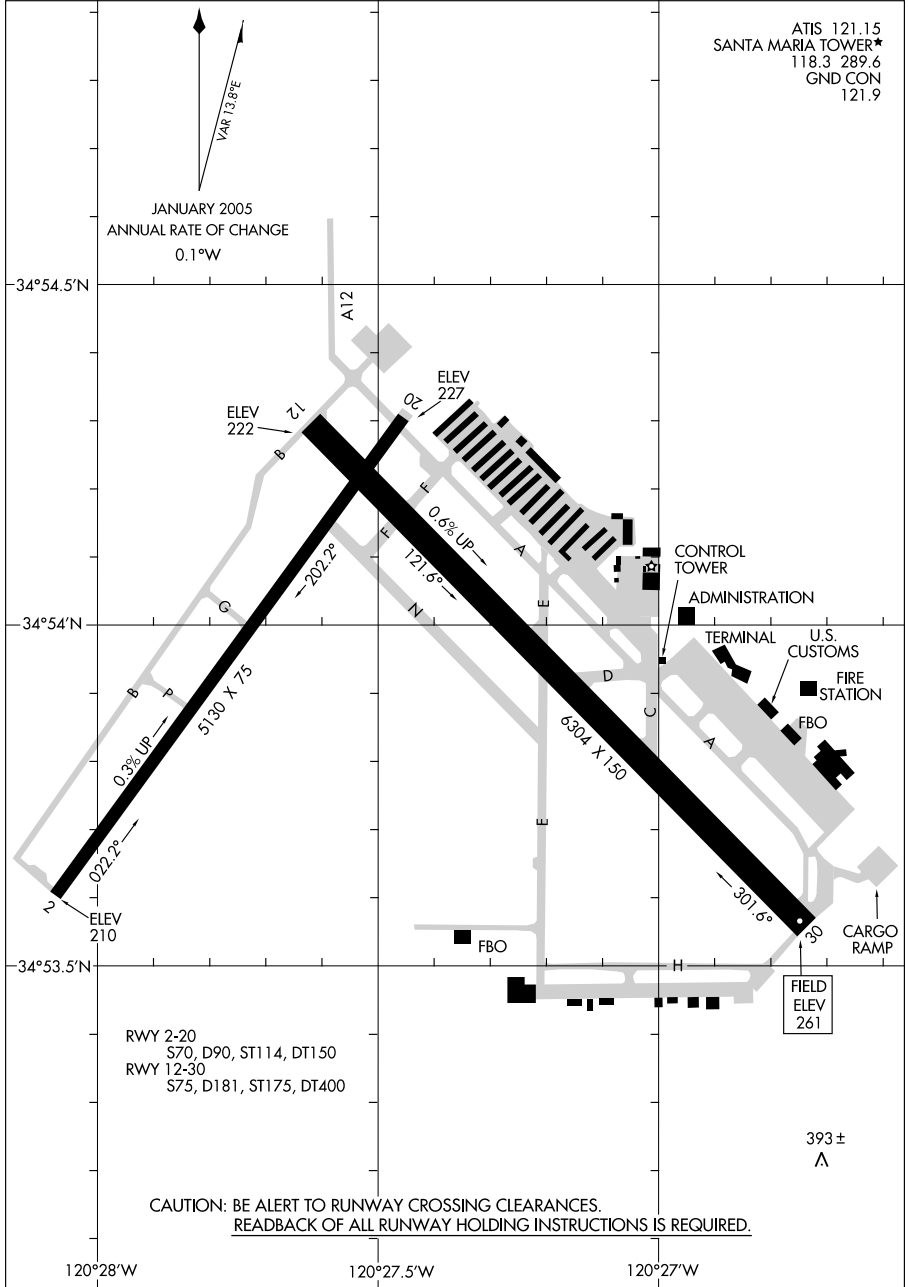 ATIS 121.15
SANTA MARIA TOWER★
118.3 289.6
GND CON
121.9
VAR 13.8°E
JANUARY 2005
ANNUAL RATE OF CHANGE
0.1°W
34°54.5'N
A12
ELEV
227
20
12
ELEV
222
B
F
F
0.6% UP
A
121.6°
202.2°
CONTROL
TOWER
ADMINISTRATION
E
N
G
34°54'N
TERMINAL
U.S.
CUSTOMS
FIRE
STATION
D
B
P
C
FBO
5130 X 75
6304 X 150
A
0.3% UP
E
022.2°
301.6°
2
ELEV
210
30
CARGO
RAMP
FBO
34°53.5'N
H
FIELD
ELEV
261
RWY 2-20
S70, D90, ST114, DT150
RWY 12-30
S75, D181, ST175, DT400
393 ±
CAUTION: BE ALERT TO RUNWAY CROSSING CLEARANCES.
READBACK OF ALL RUNWAY HOLDING INSTRUCTIONS IS REQUIRED.
120°28'W
120°27.5'W
120°27'W